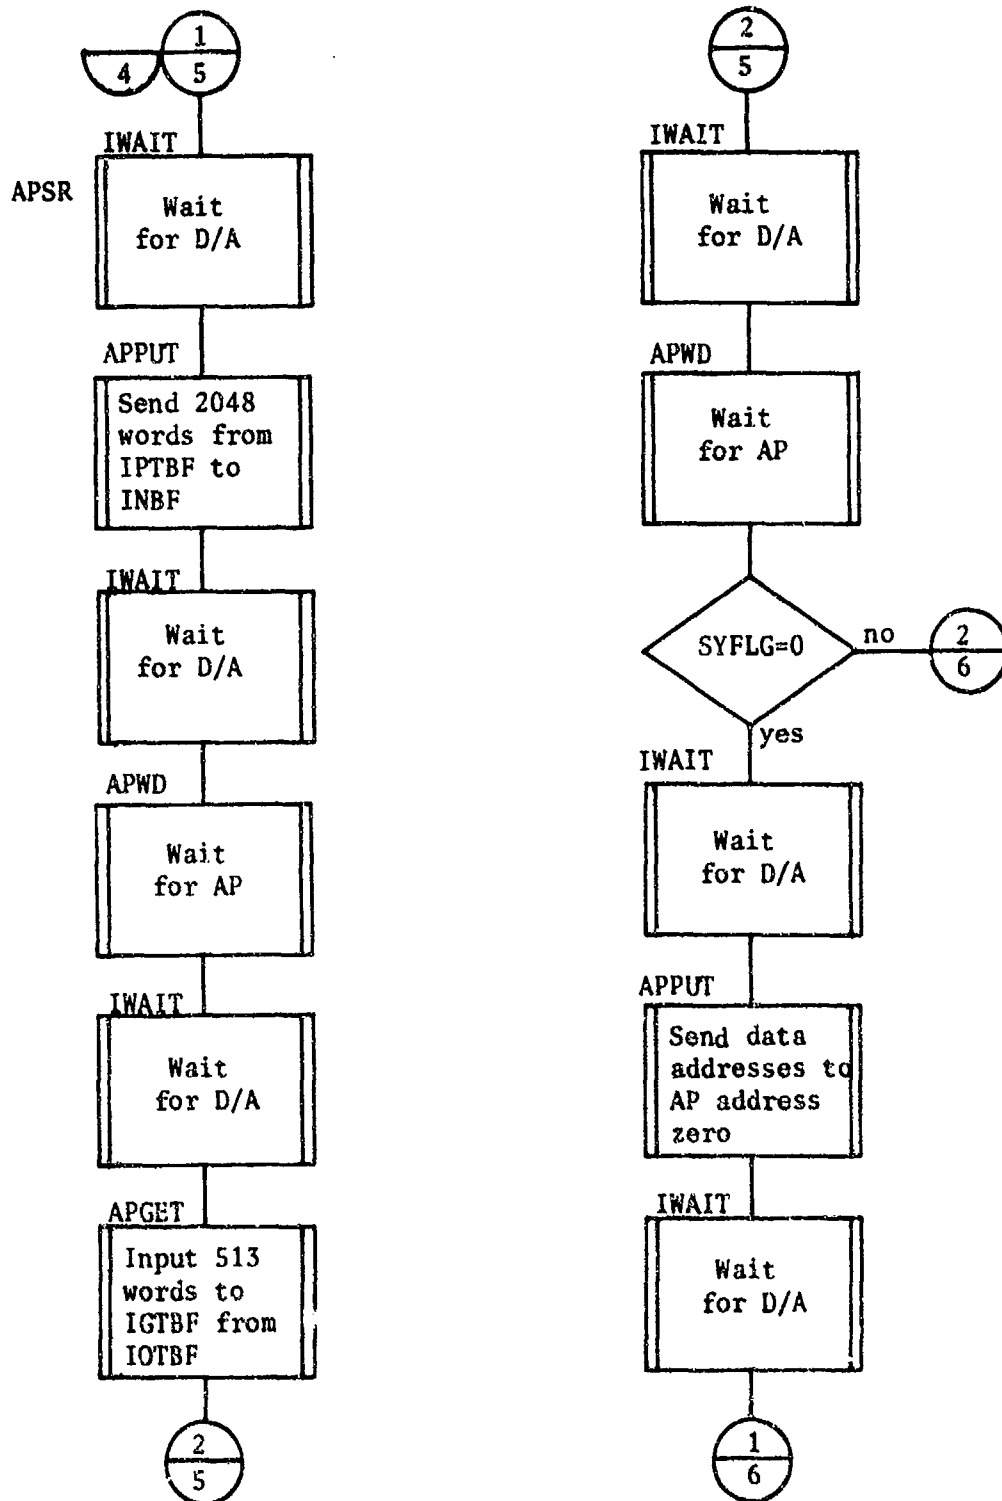 1
4
5
IWAIT
APSR
Wait
for D/A
APPUT
Send 2048
words from
IPTBF to
INBF
IWAIT
Wait
for D/A
APWD
Wait
for AP
IWAIT
Wait
for D/A
APGET
Input 513
words to
IGTBF from
IOTBF
2
5
2
5
IWAIT
Wait
for D/A
APWD
Wait
for AP
SYFLG=0
no
2
6
yes
IWAIT
Wait
for D/A
APPUT
Send data
addresses to
AP address
zero
IWAIT
Wait
for D/A
1
6